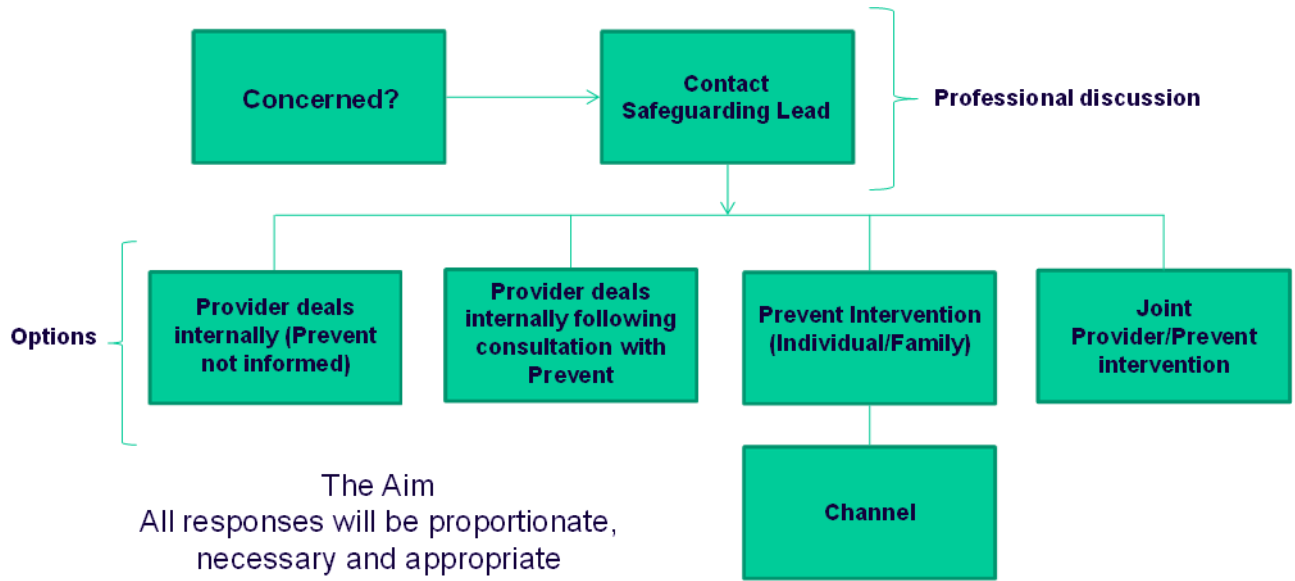 Concerned?
Contact
Safeguarding Lead
Professional discussion
Options
Provider deals
internally (Prevent
not informed)
Provider deals
internally following
consultation with
Prevent
Prevent Intervention
(Individual/Family)
Joint
Provider/Prevent
intervention
Channel
The Aim
All responses will be proportionate,
necessary and appropriate